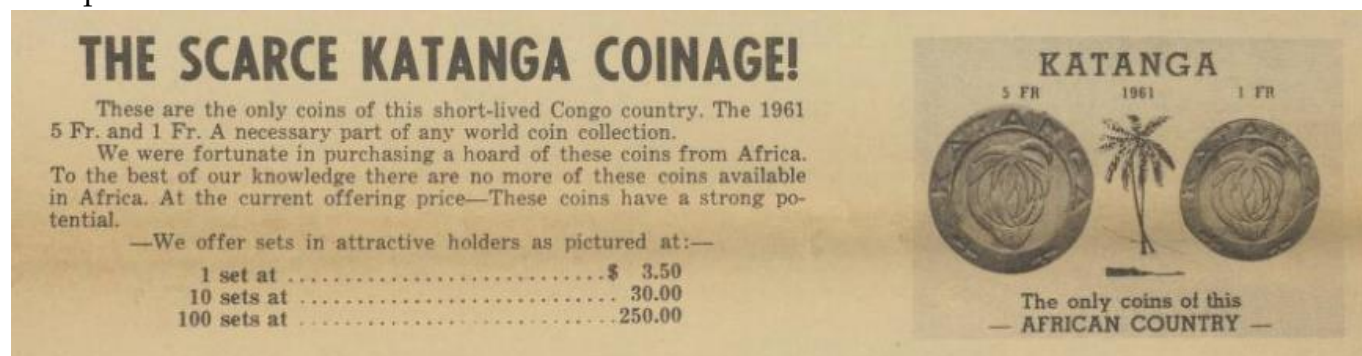 THE SCARCE KATANGA COINAGE!
These are the only coins of this short-lived Congo country. The 1961
5 Fr. and 1 Fr. A necessary part of any world coin collection.
We were fortunate in purchasing a hoard of these coins from Africa.
To the best of our knowledge there are no more of these coins available
in Africa. At the current offering price—These coins have a strong po-
tential.
—We offer sets in attractive holders as pictured at:—
1 set at ............................$ 3.50
10 sets at ............................ 30.00
100 sets at ............................250.00
KATANGA
5 FR 1961 1 FR
KATANGA KATANGA
The only coins of this
— AFRICAN COUNTRY —